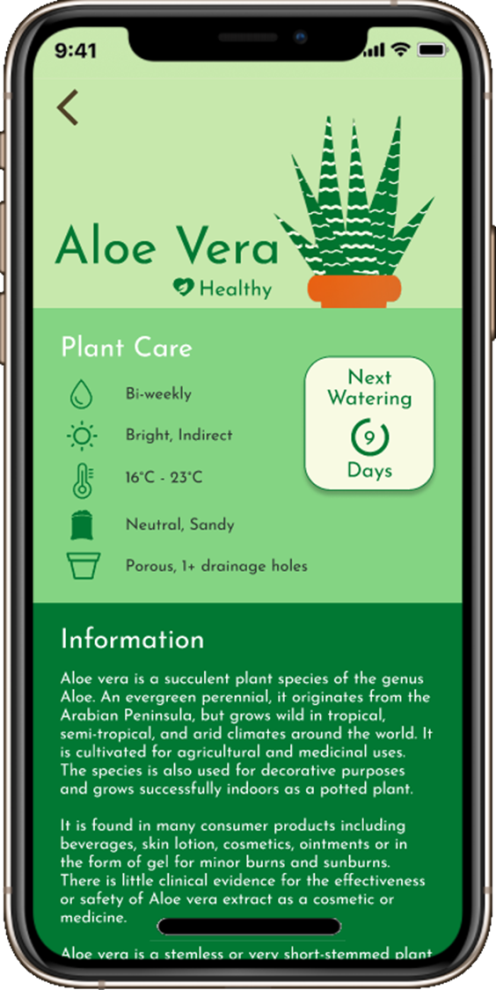 9:41
Aloe Vera
Healthy
Plant Care
Bi-weekly
Bright, Indirect
16°C - 23°C
Neutral, Sandy
Porous, 1+ drainage holes
Next
Watering
9
Days
Information
Aloe vera is a succulent plant species of the genus
Aloe. An evergreen perennial, it originates from the
Arabian Peninsula, but grows wild in tropical,
semi-tropical, and arid climates around the world. It
is cultivated for agricultural and medicinal uses.
The species is also used for decorative purposes
and grows successfully indoors as a potted plant.
It is found in many consumer products including
beverages, skin lotion, cosmetics, ointments or in
the form of gel for minor burns and sunburns.
There is little clinical evidence for the effectiveness
or safety of Aloe vera extract as a cosmetic or
medicine.
Aloe vera is a stemless or very short-stemmed plant